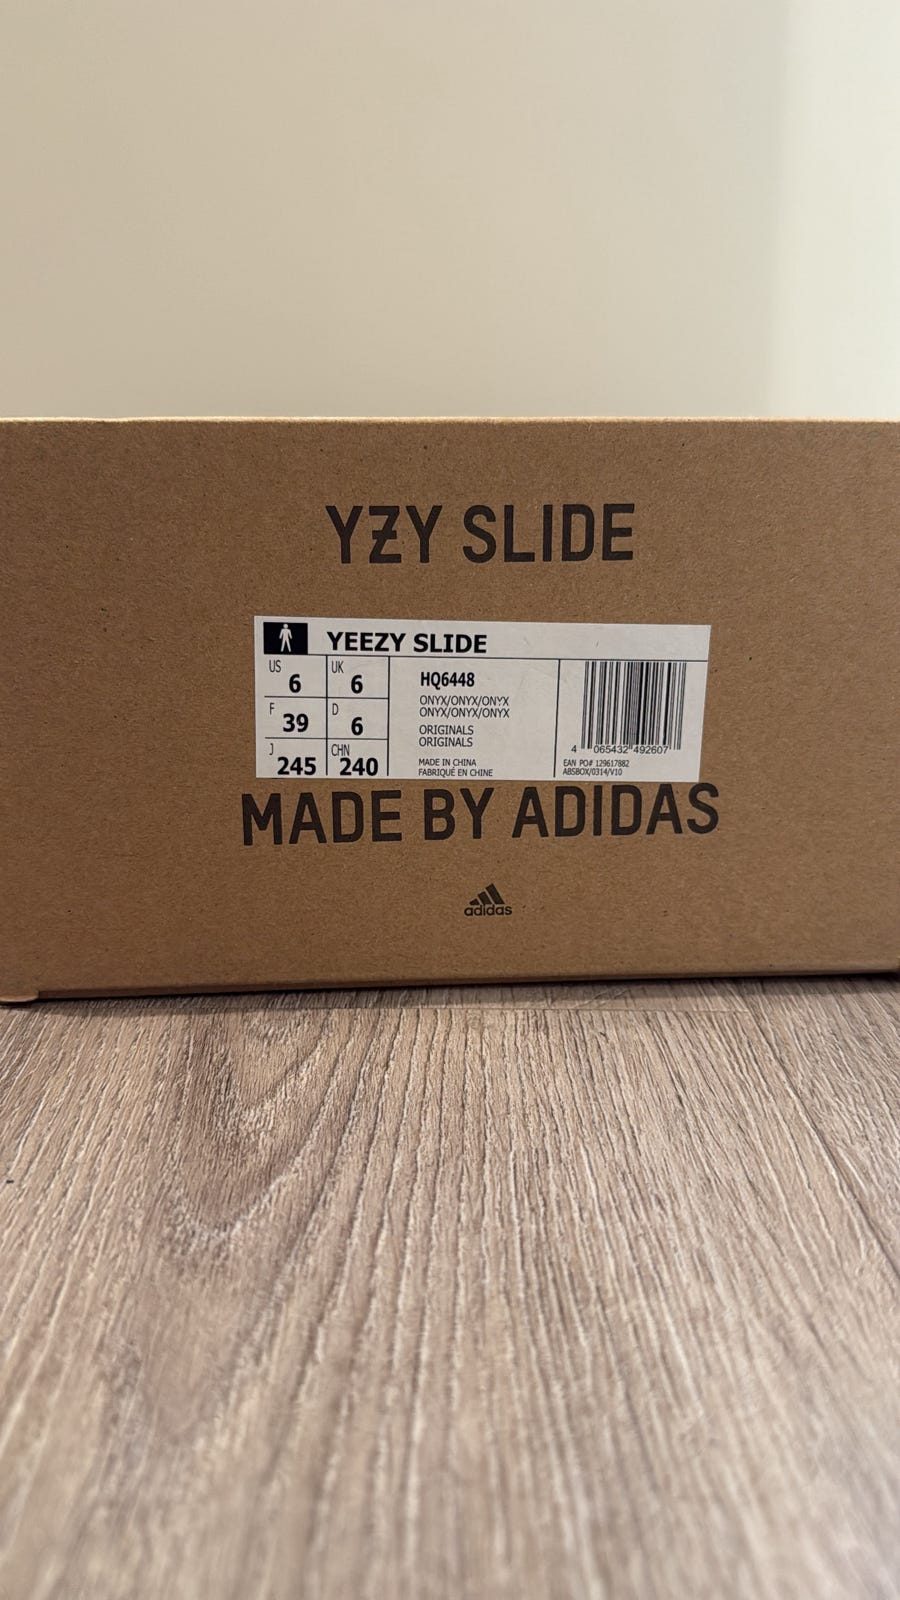 YZY SLIDE
YEEZY SLIDE
US 6 UK 6
F 39 D 6
J 245 CHN 240
HQ6448
ONYX/ONYX/ONYX
ONYX/ONYX/ONYX
ORIGINALS
ORIGINALS
MADE IN CHINA
FABRIQUÉ EN CHINE
4 065432 492607
EAN PO# 129617882
ABSBOX/0314/V10
MADE BY ADIDAS
adidas